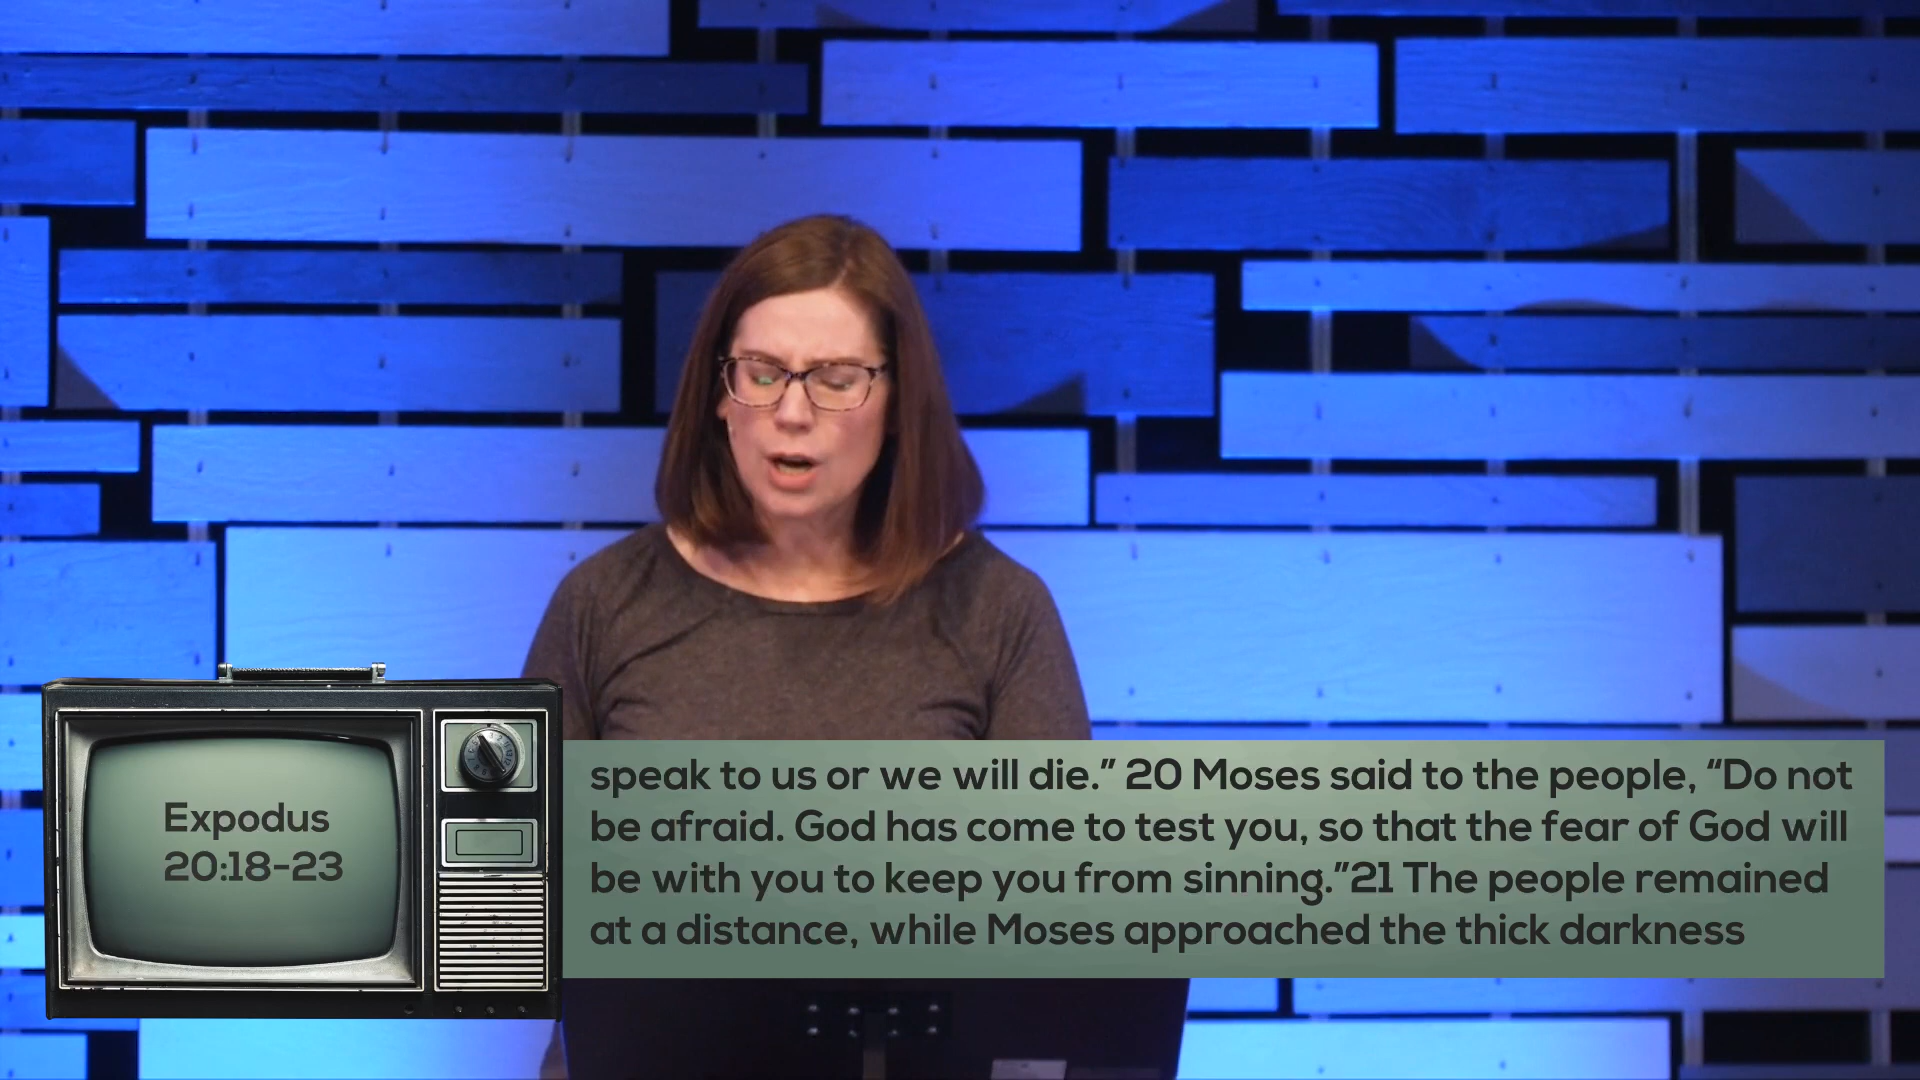 Expodus
20:18-23
speak to us or we will die.” 20 Moses said to the people, “Do not
be afraid. God has come to test you, so that the fear of God will
be with you to keep you from sinning.”21 The people remained
at a distance, while Moses approached the thick darkness